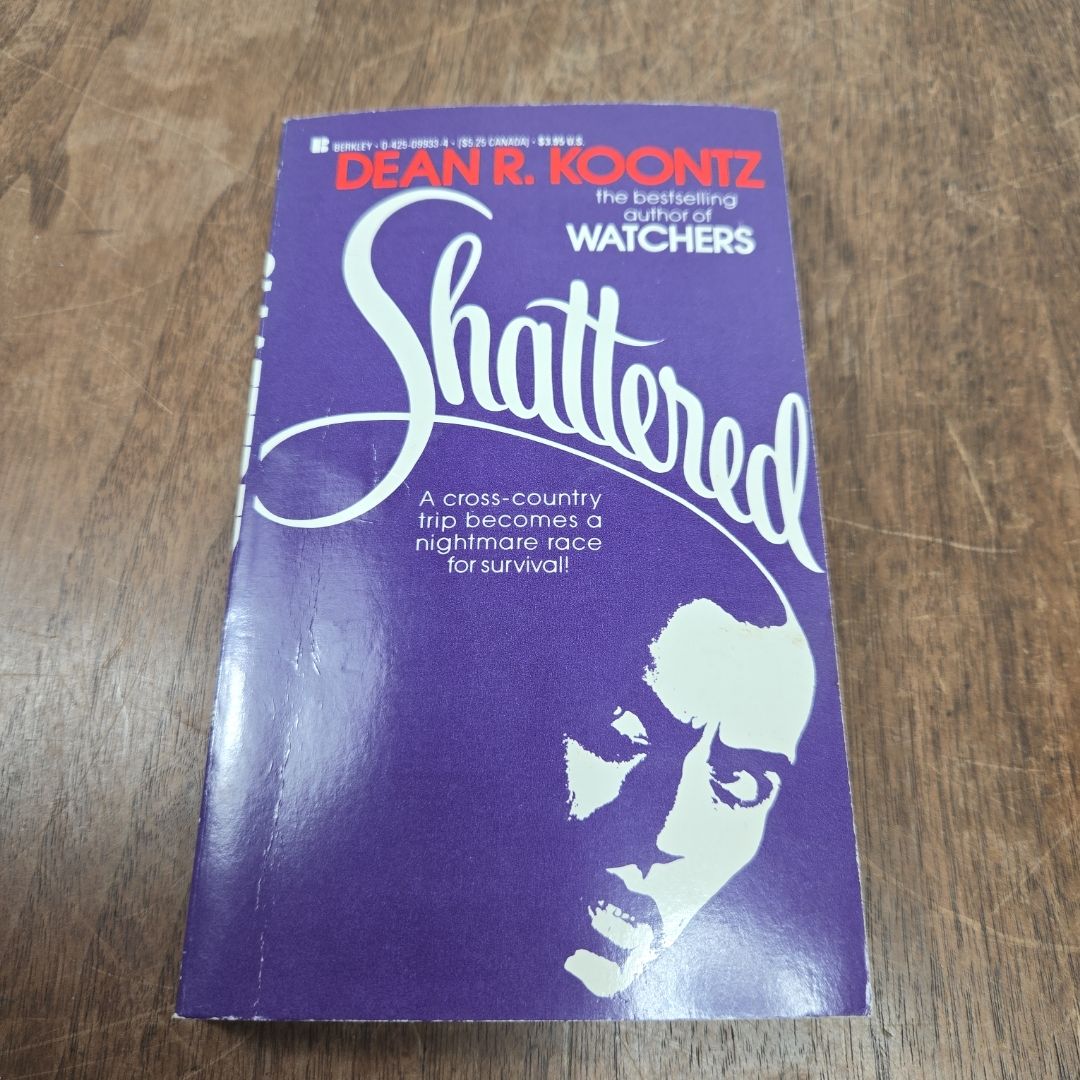 BERKLEY • 0-425-09933-4 • ($5.25 CANADA) • $3.95 U.S.
DEAN R. KOONTZ
the bestselling
author of
WATCHERS
Shattered
A cross-country
trip becomes a
nightmare race
for survival!